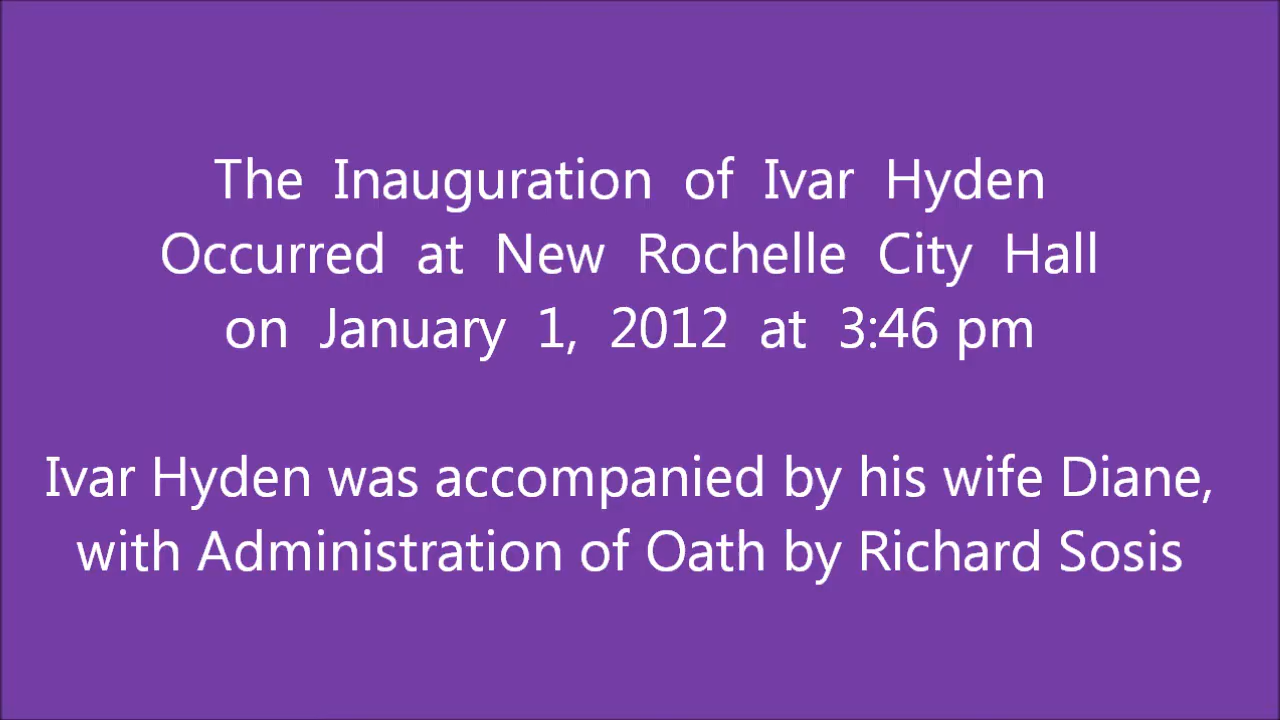 The Inauguration of Ivar Hyden
Occurred at New Rochelle City Hall
on January 1, 2012 at 3:46 pm
Ivar Hyden was accompanied by his wife Diane,
with Administration of Oath by Richard Sosis